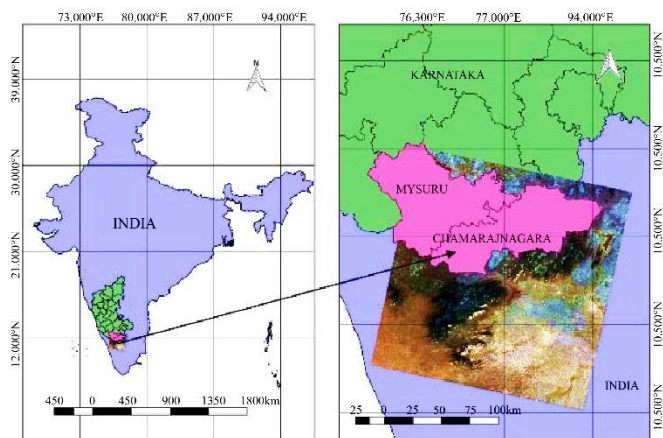 73,000°E 80,000°E 87,000°E 94,000°E
39,000°N
30,000°N
21,000°N
12,000°N
N
INDIA
450 0 450 900 1350 1800km
76,300°E 77,000°E 94,000°E
10,500°N
10,500°N
10,500°N
10,500°N
10,500°N
KARNATAKA
MYSURU
CHAMARAJNAGARA
INDIA
25 0 25 50 75 100km